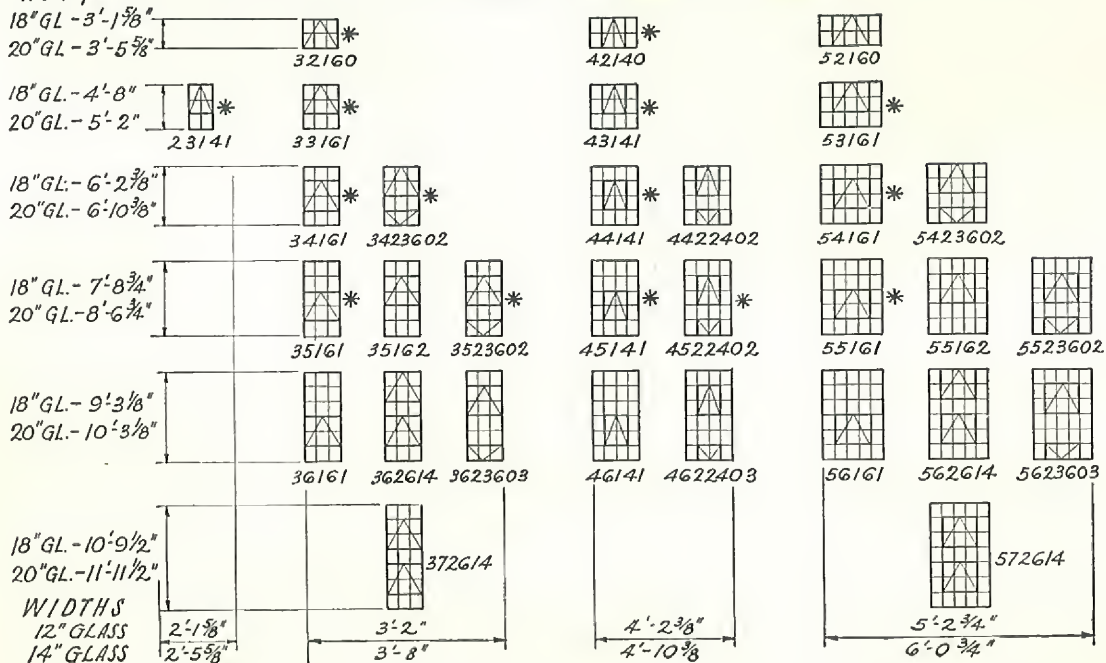 18"GL-3'-1 5/8"
20"GL-3'-5 5/8"
* * 
32160 42140 52160
18"GL.-4'-8"
20"GL.-5'-2"
* * * *
23141 33161 43141 53161
18"GL.-6'-2 3/8"
20"GL.-6'-10 3/8"
* * * *
34161 3423602 44141 4422402 54161 5423602
18"GL.-7'-8 3/4"
20"GL.-8'-6 3/4"
* * * * *
35161 35162 3523602 45141 4522402 55161 55162 5523602
18"GL.-9'-3 1/8"
20"GL.-10'-3 1/8"
36161 362614 3623603 46141 4622403 56161 562614 5623603
18"GL.-10'-9 1/2"
20"GL.-11'-11 1/2"
372614 572614
WIDTHS
12" GLASS 2'-1 5/8" 3'-2" 4'-2 3/8" 5'-2 3/4"
14" GLASS 2'-5 5/8" 3'-8" 4'-10 3/8 6'-0 3/4"